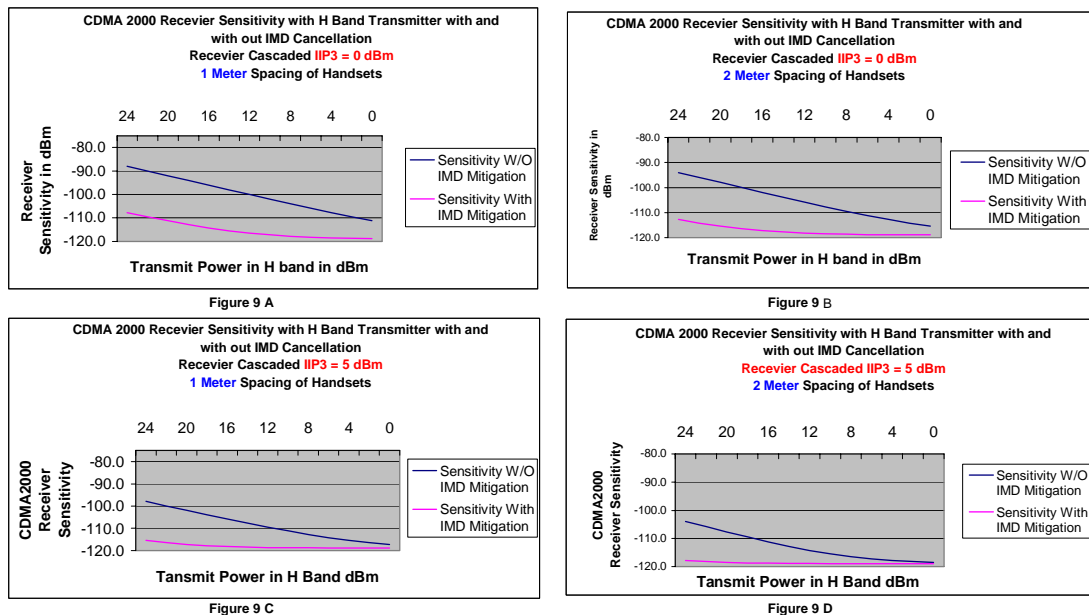 CDMA 2000 Recevier Sensitivity with H Band Transmitter with and
with out IMD Cancellation
Recevier Cascaded IIP3 = 0 dBm
1 Meter Spacing of Handsets
24 20 16 12 8 4 0
-80.0
-90.0
-100.0
-110.0
-120.0
Receiver
Sensitivity in dBm
Sensitivity W/O
IMD Mitigation
Sensitivity With
IMD Mitigation
Transmit Power in H band in dBm
Figure 9 A
CDMA 2000 Recevier Sensitivity with H Band Transmitter with and
with out IMD Cancellation
Recevier Cascaded IIP3 = 0 dBm
2 Meter Spacing of Handsets
24 20 16 12 8 4 0
-80.0
-90.0
-100.0
-110.0
-120.0
Receiver Sensitivity in
dBm
Sensitivity W/O
IMD Mitigation
Sensitivity With
IMD Mitigation
Transmit Power in H band in dBm
Figure 9 B
CDMA 2000 Recevier Sensitivity with H Band Transmitter with and
with out IMD Cancellation
Recevier Cascaded IIP3 = 5 dBm
1 Meter Spacing of Handsets
24 20 16 12 8 4 0
-80.0
-90.0
-100.0
-110.0
-120.0
CDMA2000
Receiver
Sensitivity
Sensitivity W/O
IMD Mitigation
Sensitivity With
IMD Mitigation
Tansmit Power in H Band dBm
Figure 9 C
CDMA 2000 Recevier Sensitivity with H Band Transmitter with and
with out IMD Cancellation
Recevier Cascaded IIP3 = 5 dBm
2 Meter Spacing of Handsets
24 20 16 12 8 4 0
-80.0
-90.0
-100.0
-110.0
-120.0
CDMA2000
Receiver Sensitivity
Sensitivity W/O
IMD Mitigation
Sensitivity With
IMD Mitigation
Tansmit Power in H Band dBm
Figure 9 D